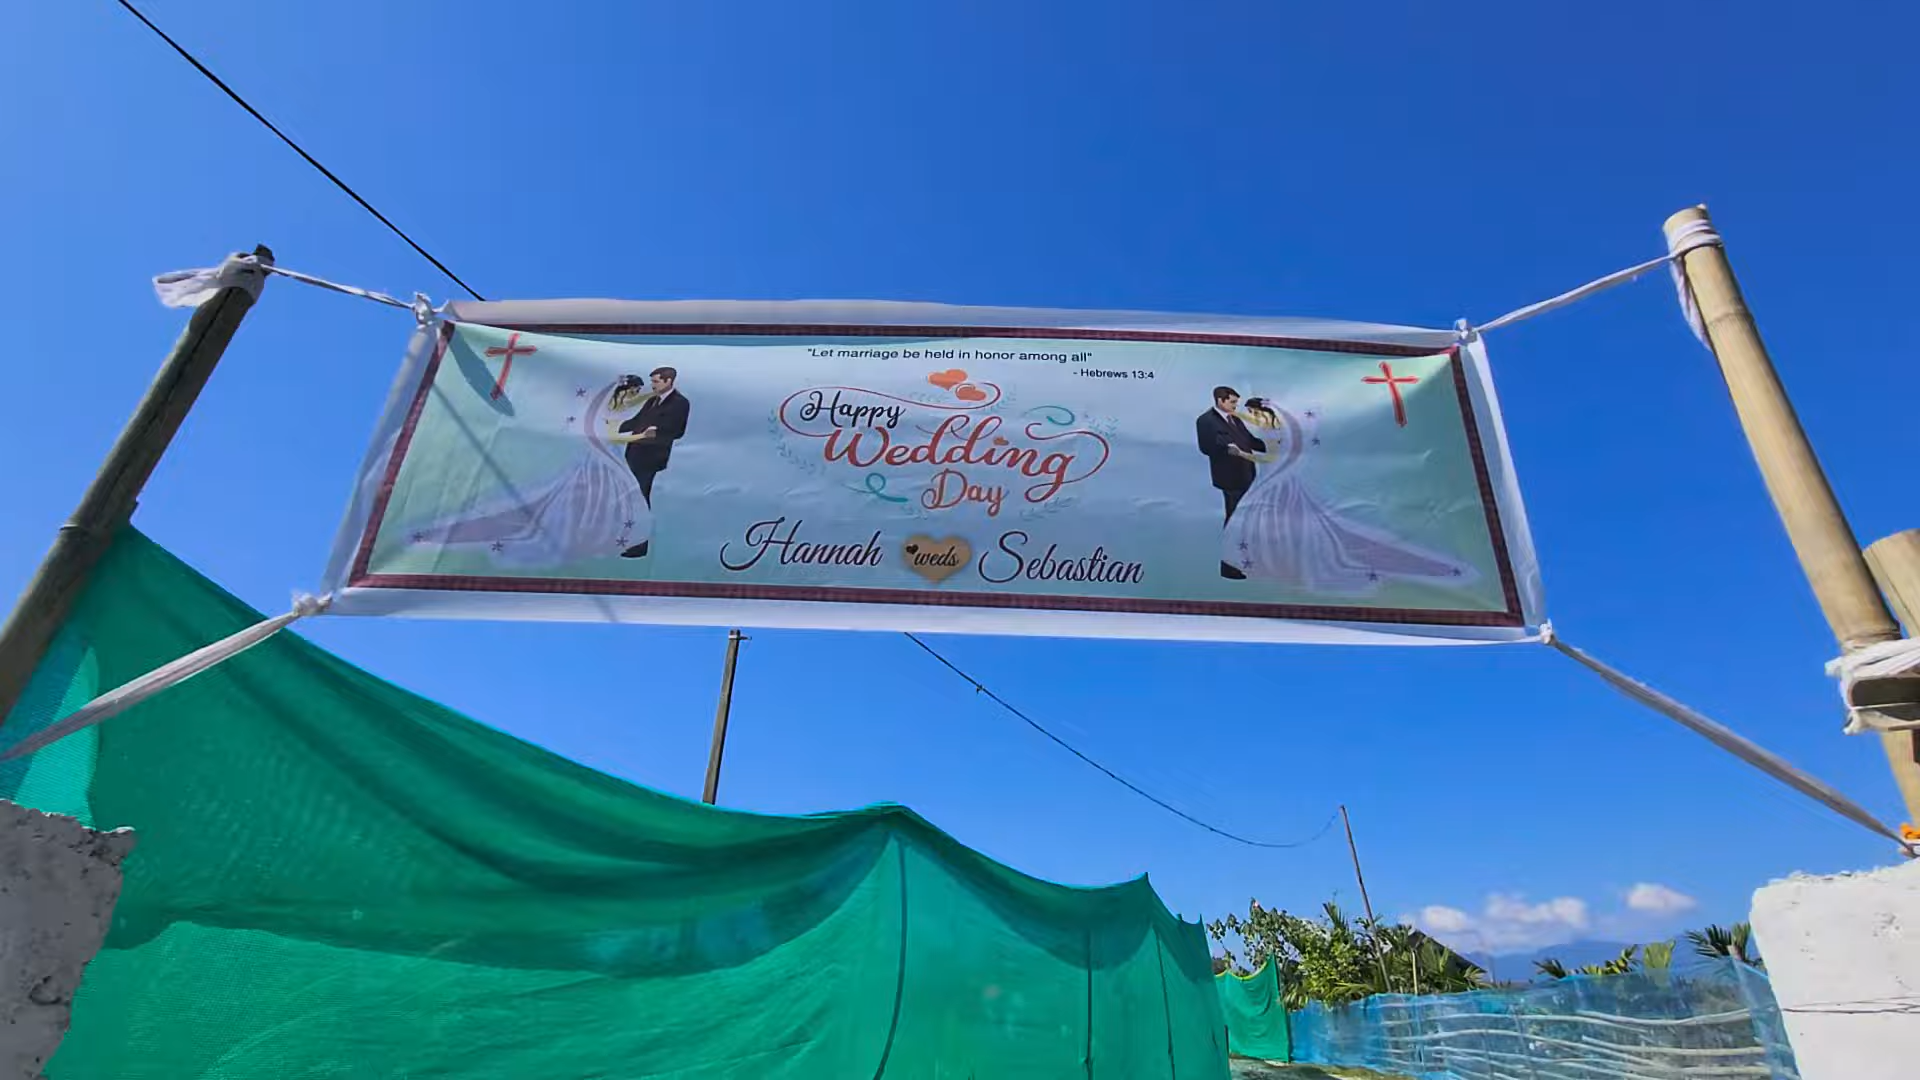 "Let marriage be held in honor among all"
- Hebrews 13:4
Happy
Wedding
Day
Hannah weds Sebastian